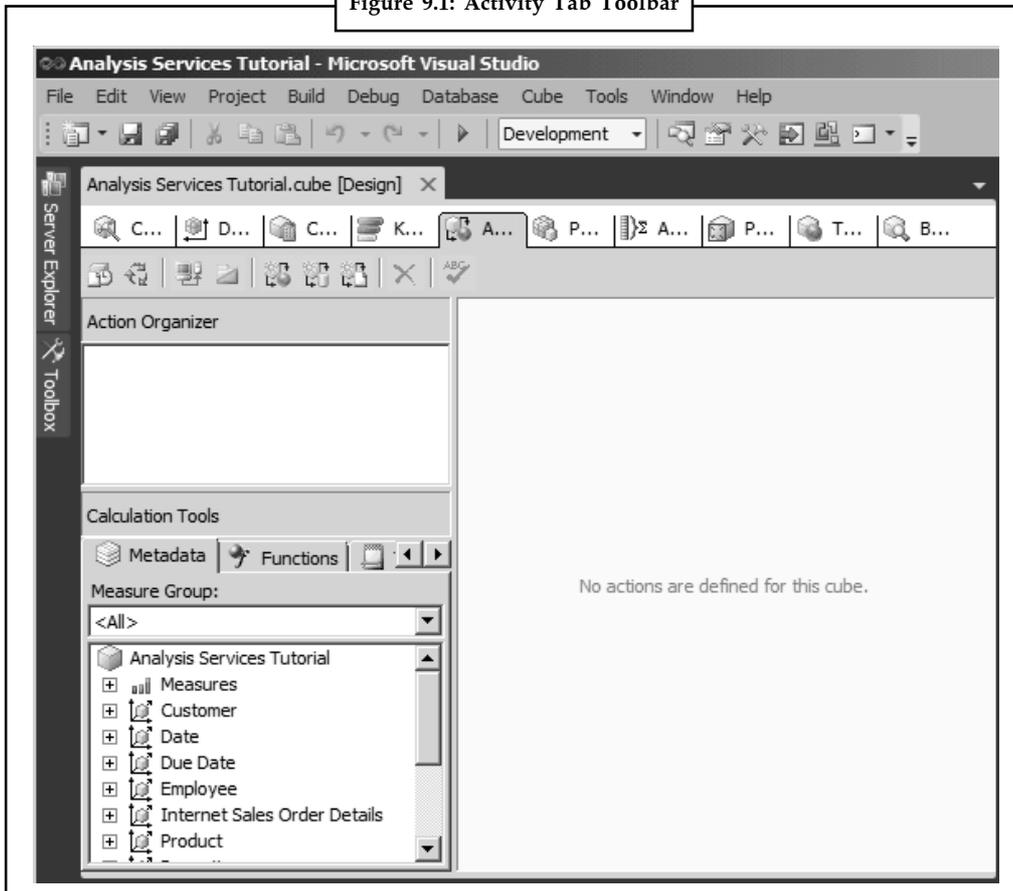 Figure 9.1: Activity Tab Toolbar
Analysis Services Tutorial - Microsoft Visual Studio
File Edit View Project Build Debug Database Cube Tools Window Help
Development
Server Explorer
Toolbox
Analysis Services Tutorial.cube [Design]
C... D... C... K... A... P... Σ A... P... T... B...
ABC
Action Organizer
Calculation Tools
Metadata Functions
Measure Group:
<All>
Analysis Services Tutorial
Measures
Customer
Date
Due Date
Employee
Internet Sales Order Details
Product
No actions are defined for this cube.